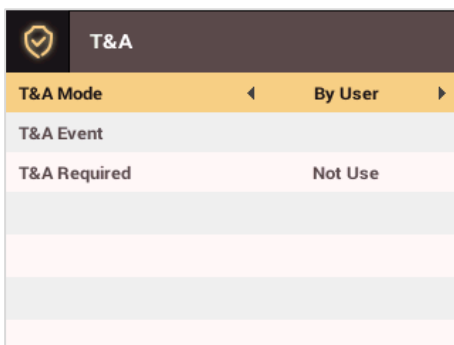 T&A
T&A Mode By User
T&A Event
T&A Required Not Use